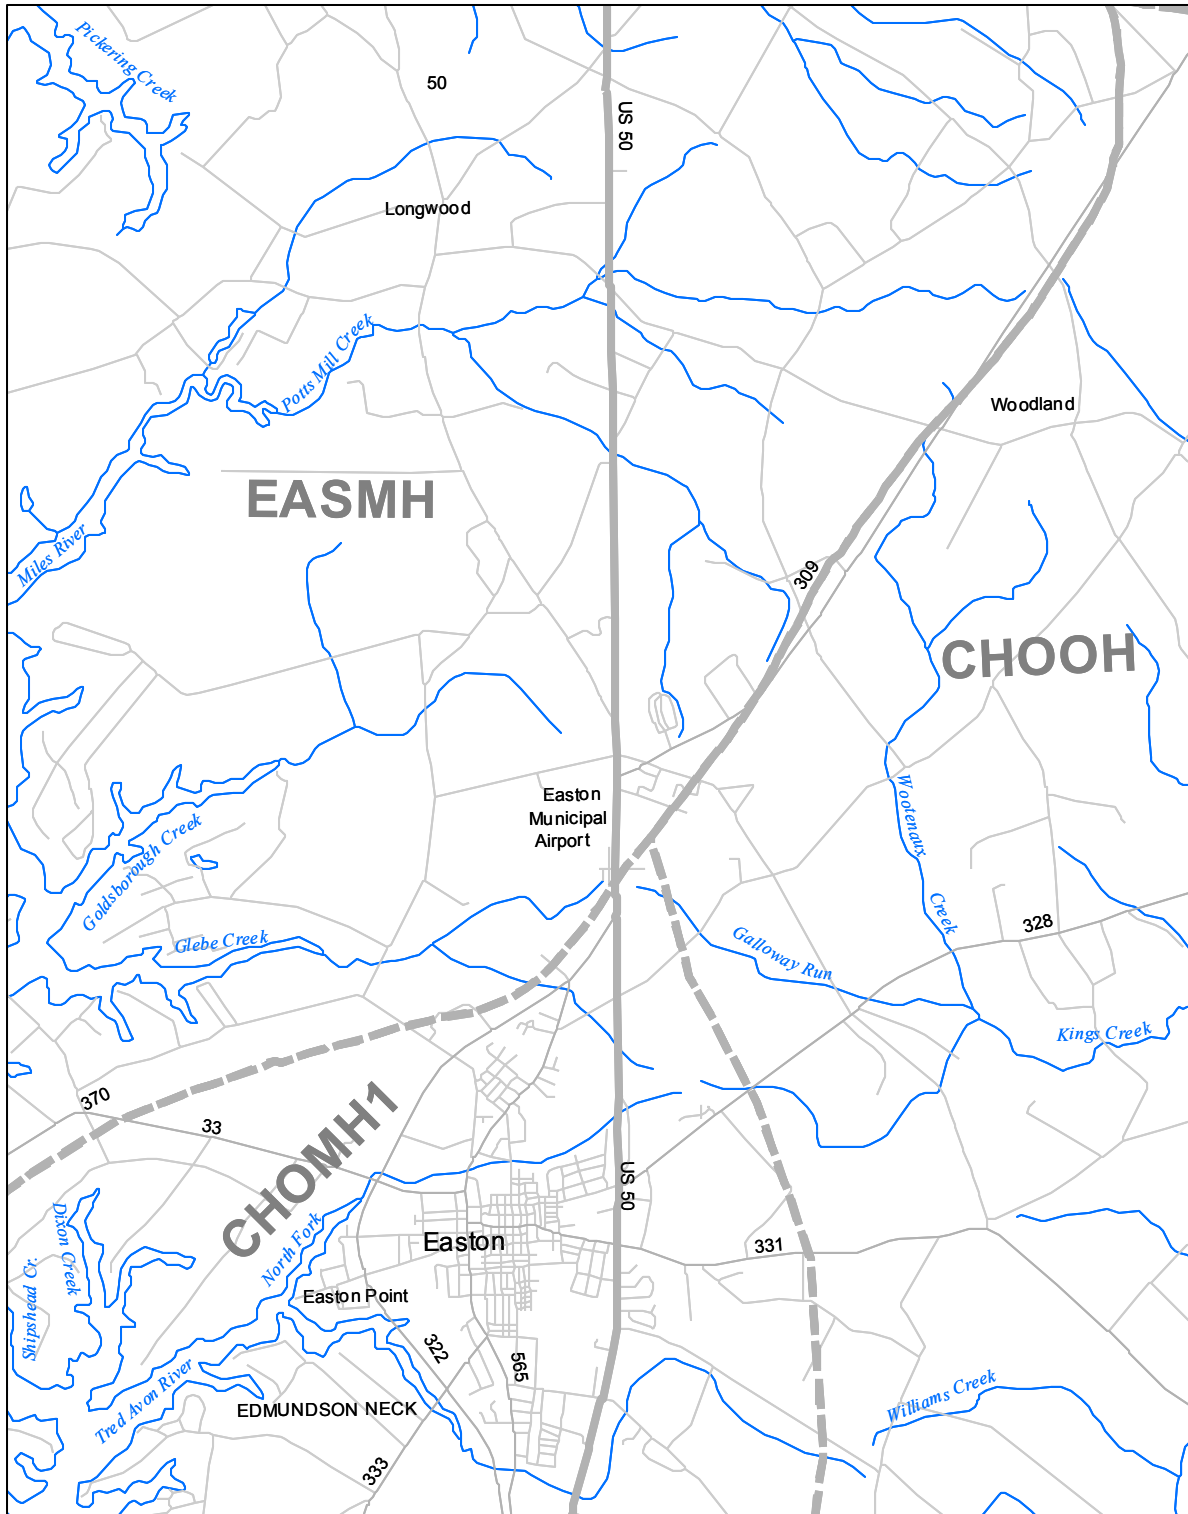 Pickering Creek
50
US 50
Longwood
Potts Mill Creek
Woodland
EASMH
Miles River
309
CHOOH
Easton
Municipal
Airport
Wootenaux
Creek
Goldsborough Creek
Glebe Creek
328
Galloway Run
Kings Creek
370
33
CHOMH1
US 50
Dixon Creek
North Fork
Easton
331
Shipshead Cr.
Easton Point
322
565
Tred Avon River
EDMUNDSON NECK
Williams Creek
333